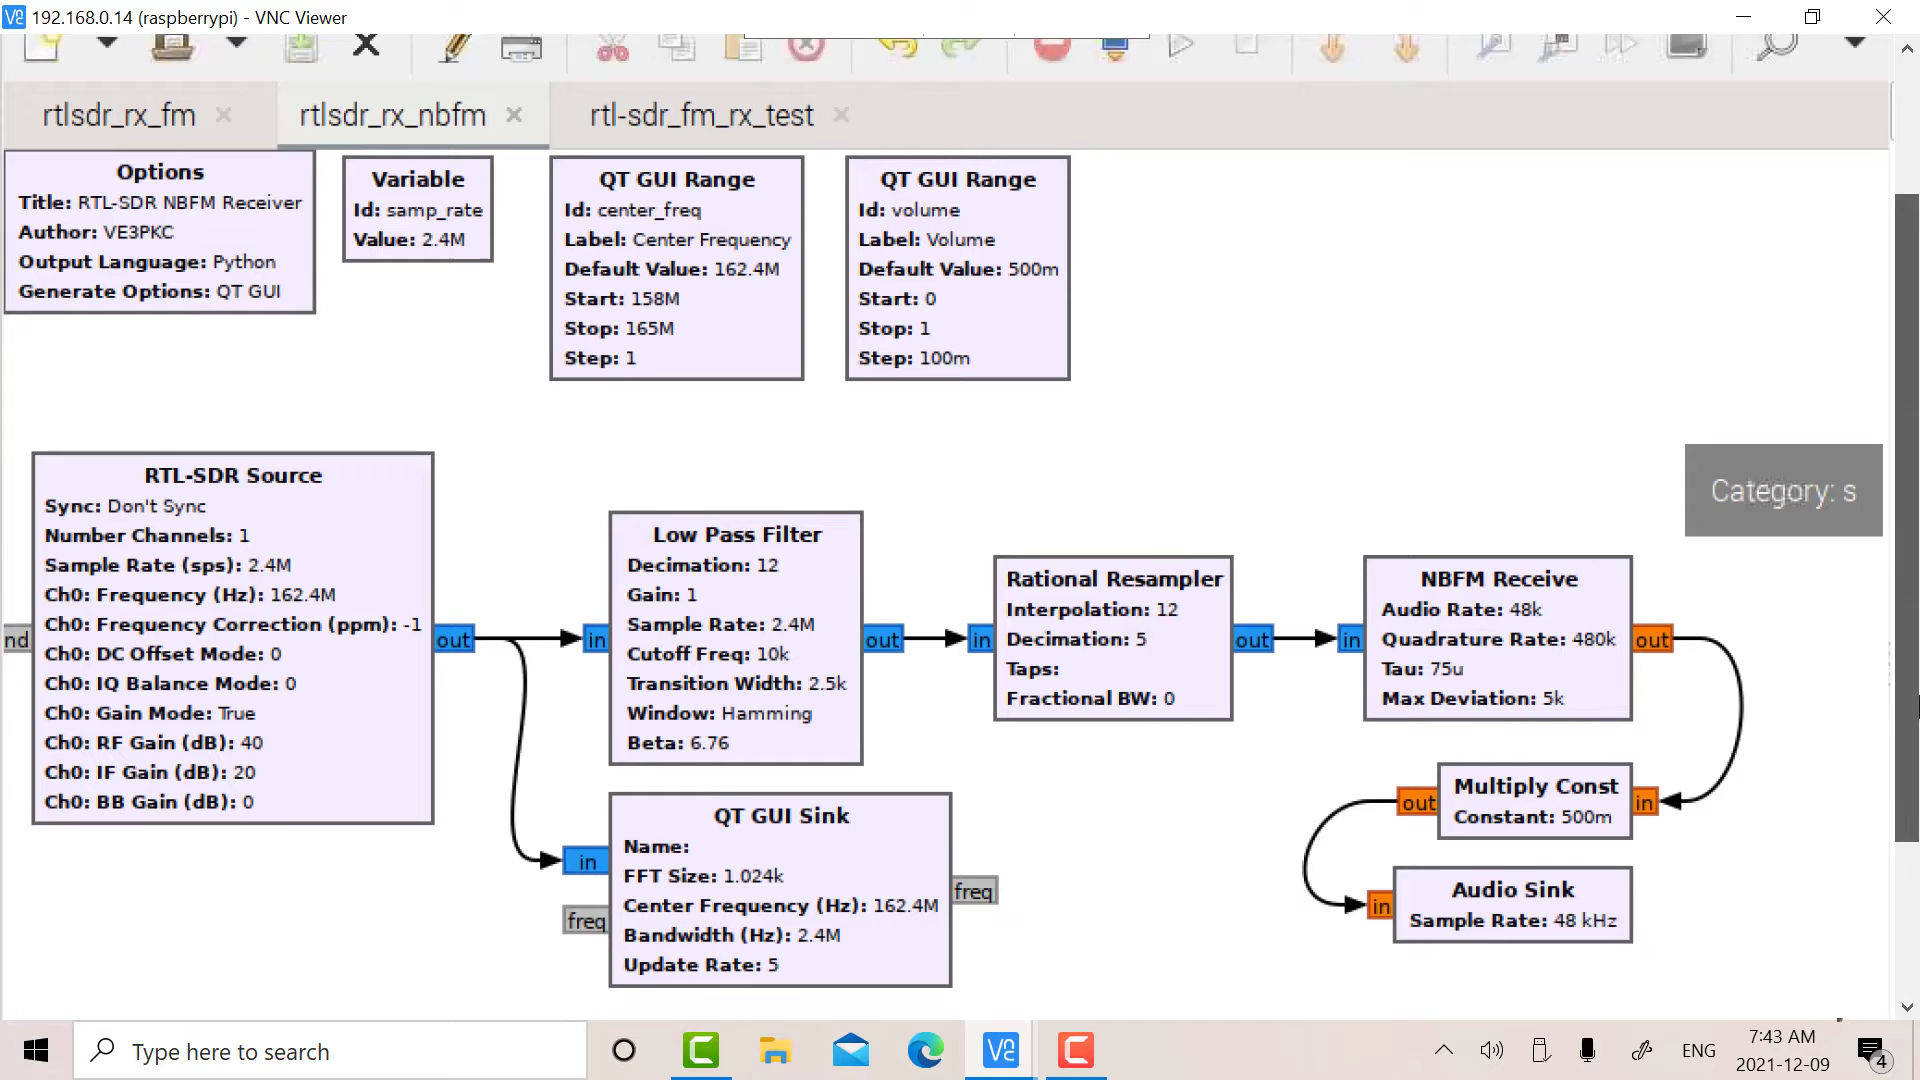 VE 192.168.0.14 (raspberrypi) - VNC Viewer
rtlsdr_rx_fm
rtlsdr_rx_nbfm
rtl-sdr_fm_rx_test
Options
Title: RTL-SDR NBFM Receiver
Author: VE3PKC
Output Language: Python
Generate Options: QT GUI
Variable
Id: samp_rate
Value: 2.4M
QT GUI Range
Id: center_freq
Label: Center Frequency
Default Value: 162.4M
Start: 158M
Stop: 165M
Step: 1
QT GUI Range
Id: volume
Label: Volume
Default Value: 500m
Start: 0
Stop: 1
Step: 100m
RTL-SDR Source
Sync: Don't Sync
Number Channels: 1
Sample Rate (sps): 2.4M
Ch0: Frequency (Hz): 162.4M
Ch0: Frequency Correction (ppm): -1
Ch0: DC Offset Mode: 0
Ch0: IQ Balance Mode: 0
Ch0: Gain Mode: True
Ch0: RF Gain (dB): 40
Ch0: IF Gain (dB): 20
Ch0: BB Gain (dB): 0
nd
out
in
Low Pass Filter
Decimation: 12
Gain: 1
Sample Rate: 2.4M
Cutoff Freq: 10k
Transition Width: 2.5k
Window: Hamming
Beta: 6.76
out
in
Rational Resampler
Interpolation: 12
Decimation: 5
Taps:
Fractional BW: 0
out
in
NBFM Receive
Audio Rate: 48k
Quadrature Rate: 480k
Tau: 75u
Max Deviation: 5k
out
Category: s
in
freq
QT GUI Sink
Name:
FFT Size: 1.024k
Center Frequency (Hz): 162.4M
Bandwidth (Hz): 2.4M
Update Rate: 5
freq
out
Multiply Const
Constant: 500m
in
in
Audio Sink
Sample Rate: 48 kHz
Type here to search
VE
ENG
7:43 AM
2021-12-09
4